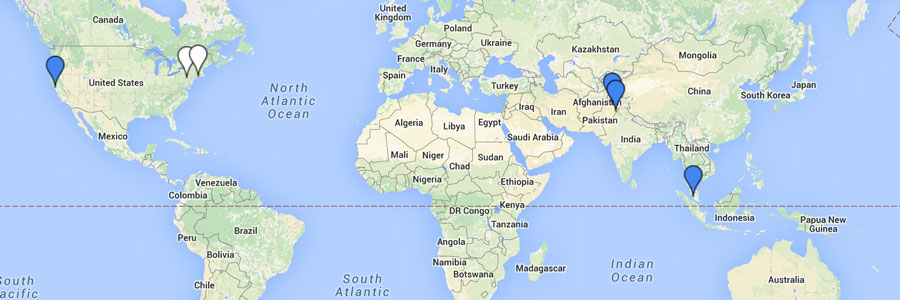 Canada
United
Kingdom
Poland
Germany
Ukraine
Kazakhstan
Mongolia
France
Italy
Spain
Turkey
United States
North
Atlantic
Ocean
China
Japan
South Korea
Iraq
Iran
Afghanistan
Pakistan
Algeria
Libya
Egypt
Saudi Arabia
India
Mexico
Mali
Niger
Chad
Sudan
Thailand
Nigeria
Ethiopia
Venezuela
Colombia
DR Congo
Kenya
Tanzania
Indonesia
Papua New
Guinea
Peru
Brazil
Bolivia
Angola
Namibia
Botswana
Madagascar
Indian
Ocean
Chile
South
Atlantic
South
acific
Australia